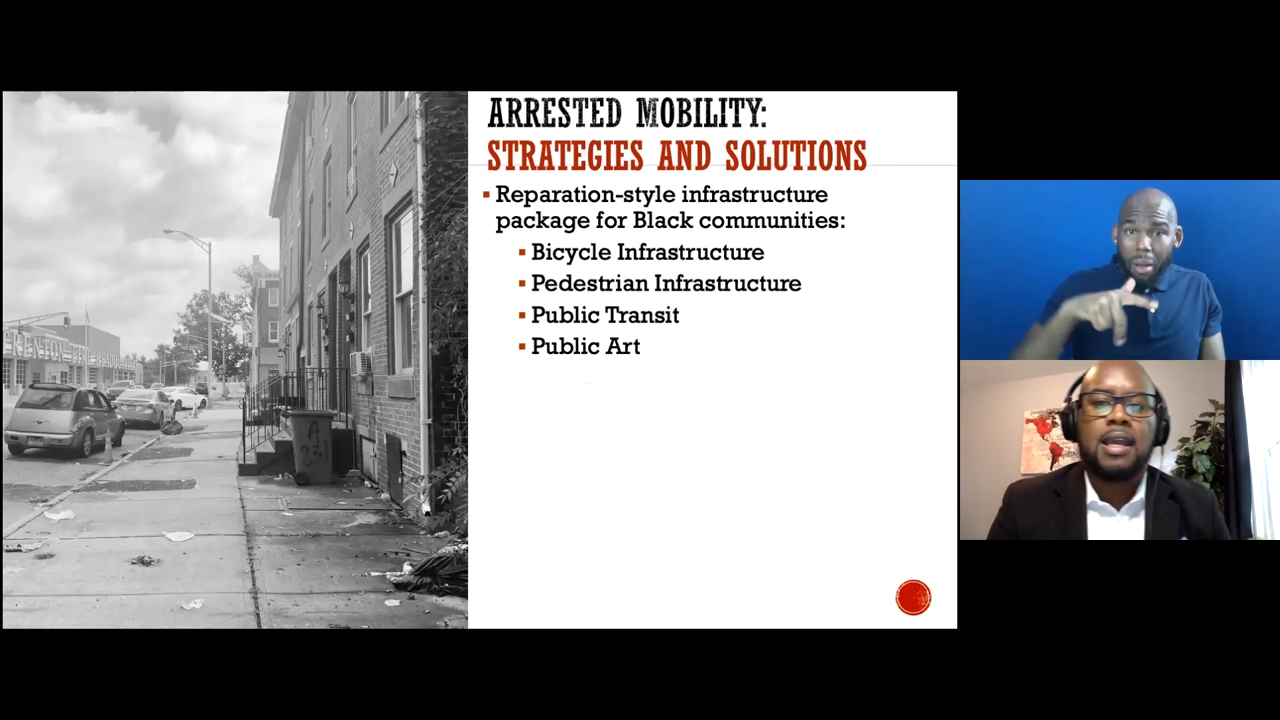 ARRESTED MOBILITY:
STRATEGIES AND SOLUTIONS
Reparation-style infrastructure
package for Black communities:
Bicycle Infrastructure
Pedestrian Infrastructure
Public Transit
Public Art
A
231